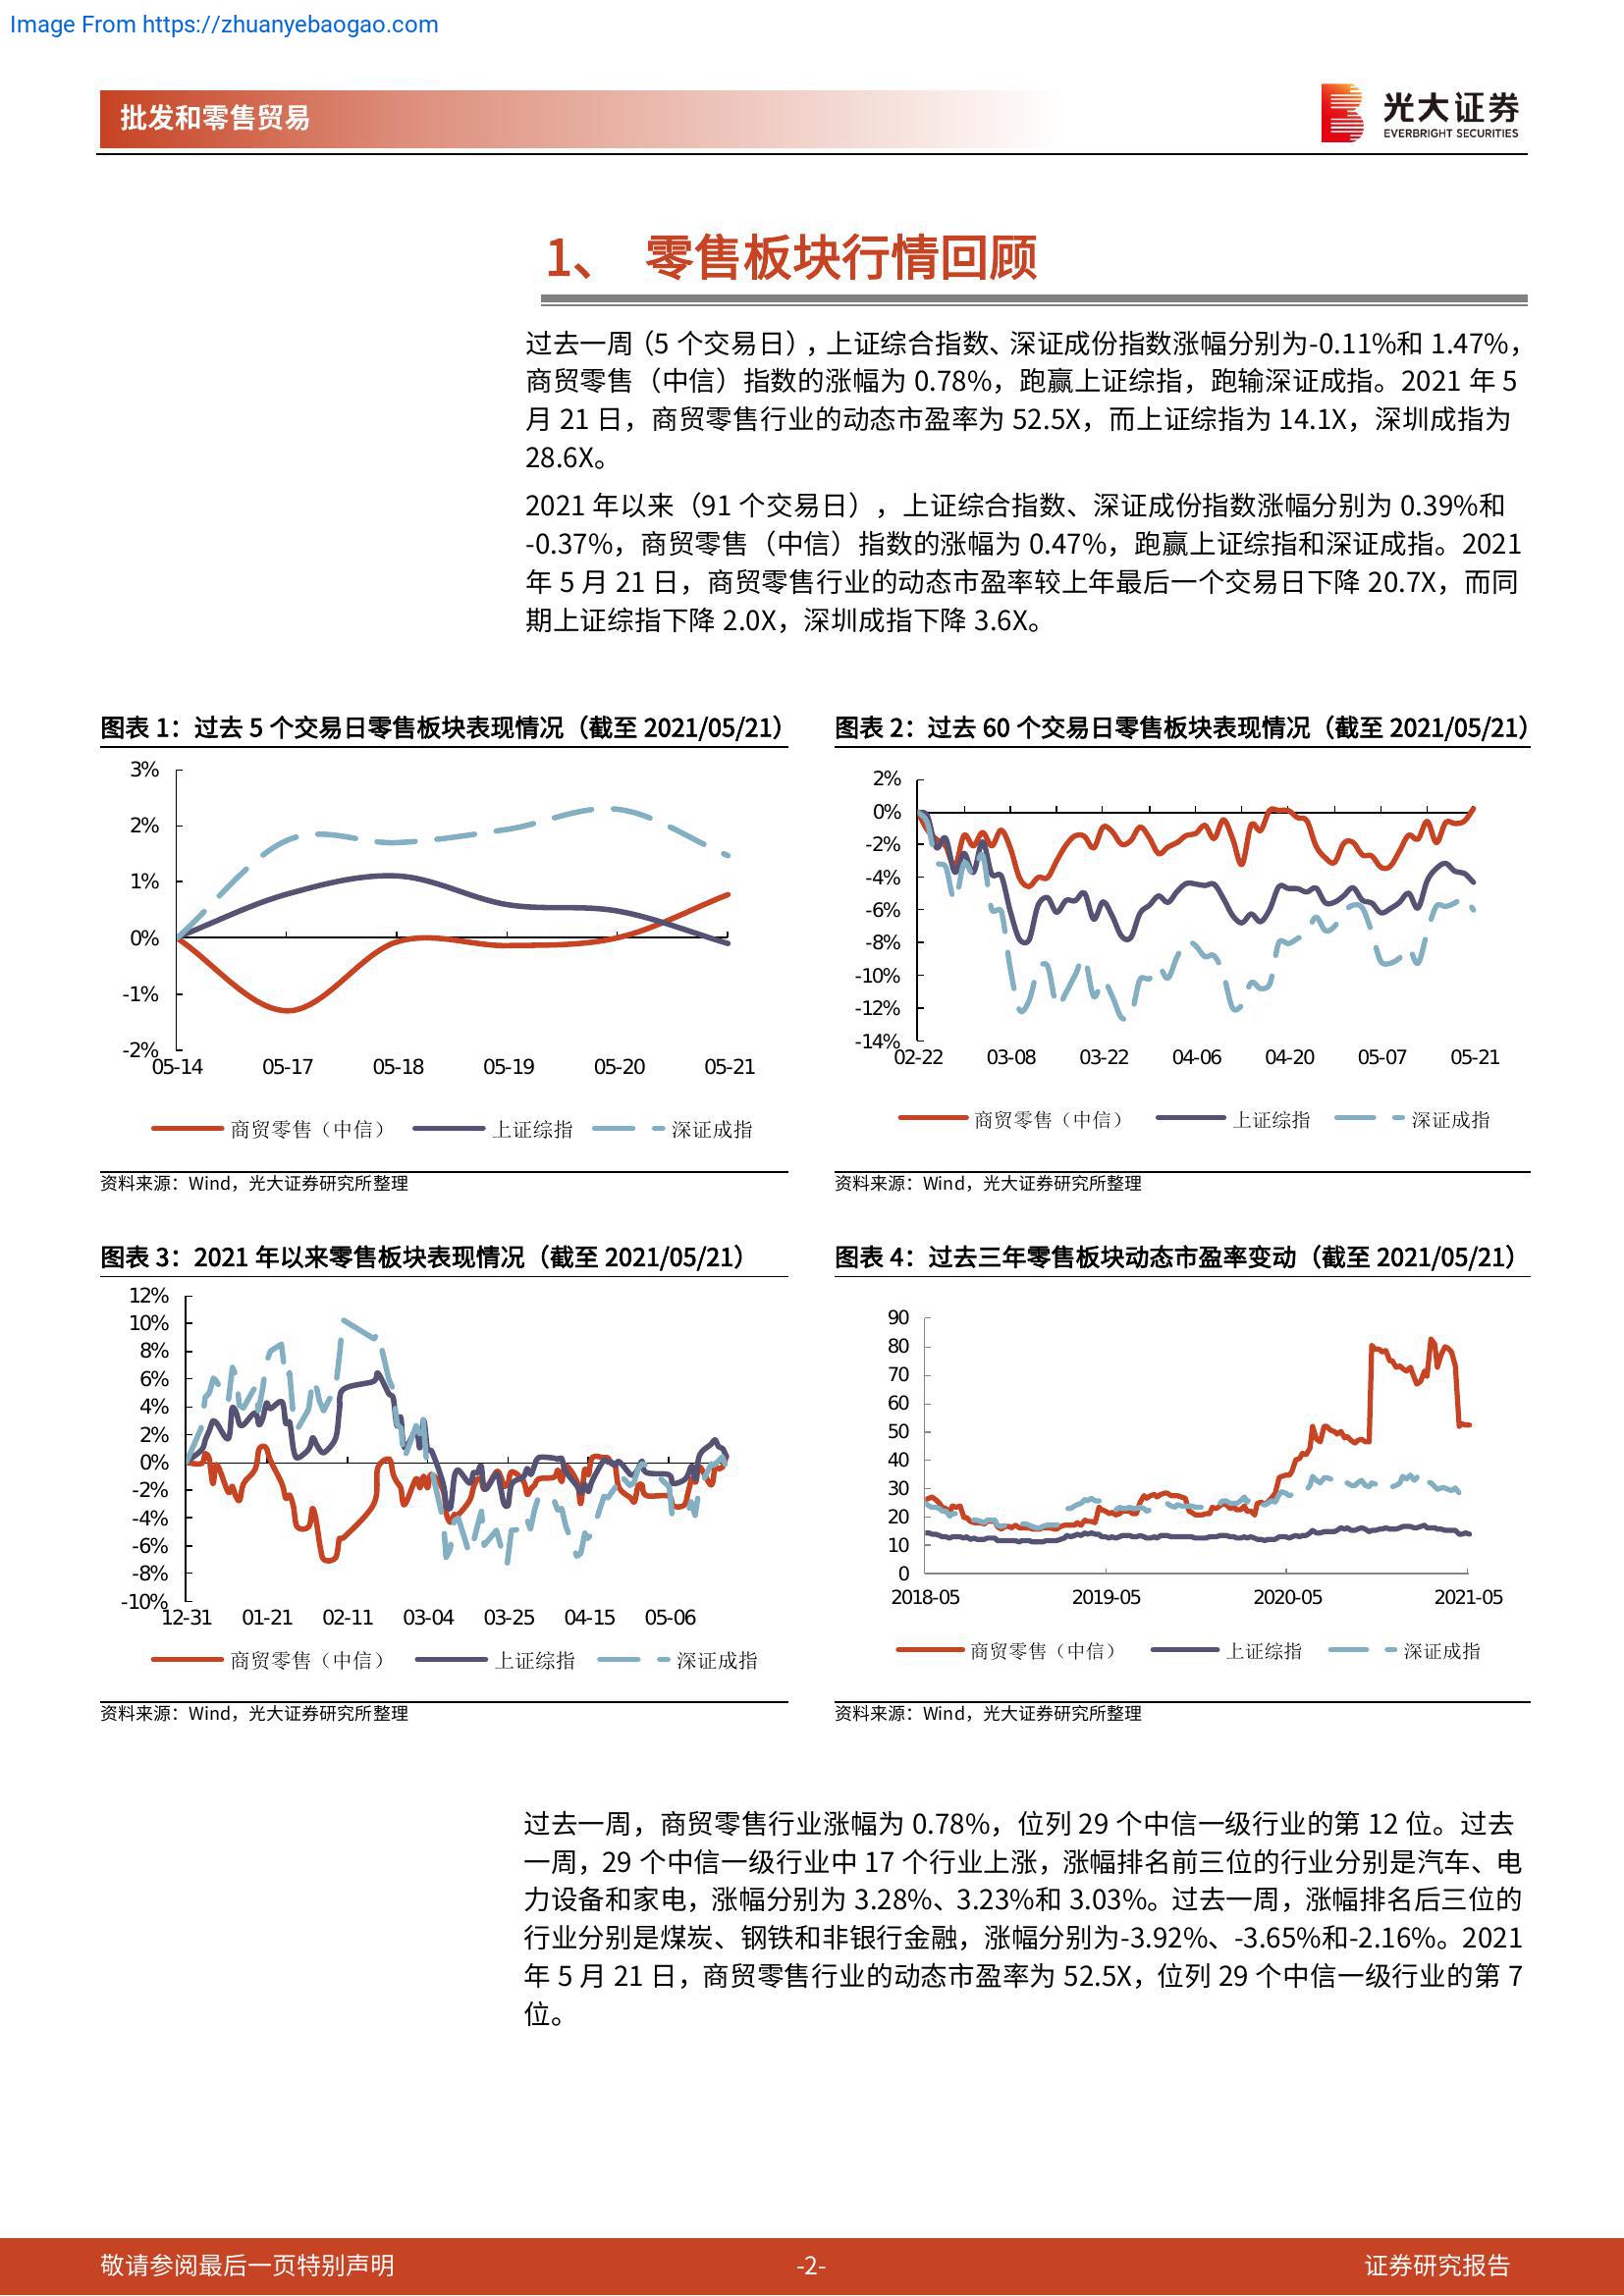 Image From https://zhuanyebaogao.com
批发和零售贸易
光大证券
EVERBRIGHT SECURITIES
1、 零售板块行情回顾
过去一周（5 个交易日），上证综合指数、深证成份指数涨幅分别为-0.11%和 1.47%，
商贸零售（中信）指数的涨幅为 0.78%，跑赢上证综指，跑输深证成指。2021 年 5
月 21 日，商贸零售行业的动态市盈率为 52.5X，而上证综指为 14.1X，深圳成指为
28.6X。
2021 年以来（91 个交易日），上证综合指数、深证成份指数涨幅分别为 0.39%和
-0.37%，商贸零售（中信）指数的涨幅为 0.47%，跑赢上证综指和深证成指。2021
年 5 月 21 日，商贸零售行业的动态市盈率较上年最后一个交易日下降 20.7X，而同
期上证综指下降 2.0X，深圳成指下降 3.6X。
图表 1：过去 5 个交易日零售板块表现情况（截至 2021/05/21）
3%
2%
1%
0%
-1%
-2%
05-14 05-17 05-18 05-19 05-20 05-21
商贸零售（中信） 上证综指 深证成指
资料来源：Wind，光大证券研究所整理
图表 2：过去 60 个交易日零售板块表现情况（截至 2021/05/21）
2%
0%
-2%
-4%
-6%
-8%
-10%
-12%
-14%
02-22 03-08 03-22 04-06 04-20 05-07 05-21
商贸零售（中信） 上证综指 深证成指
资料来源：Wind，光大证券研究所整理
图表 3：2021 年以来零售板块表现情况（截至 2021/05/21）
12%
10%
8%
6%
4%
2%
0%
-2%
-4%
-6%
-8%
-10%
12-31 01-21 02-11 03-04 03-25 04-15 05-06
商贸零售（中信） 上证综指 深证成指
资料来源：Wind，光大证券研究所整理
图表 4：过去三年零售板块动态市盈率变动（截至 2021/05/21）
90
80
70
60
50
40
30
20
10
0
2018-05 2019-05 2020-05 2021-05
商贸零售（中信） 上证综指 深证成指
资料来源：Wind，光大证券研究所整理
过去一周，商贸零售行业涨幅为 0.78%，位列 29 个中信一级行业的第 12 位。过去
一周，29 个中信一级行业中 17 个行业上涨，涨幅排名前三位的行业分别是汽车、电
力设备和家电，涨幅分别为 3.28%、3.23%和 3.03%。过去一周，涨幅排名后三位的
行业分别是煤炭、钢铁和非银行金融，涨幅分别为-3.92%、-3.65%和-2.16%。2021
年 5 月 21 日，商贸零售行业的动态市盈率为 52.5X，位列 29 个中信一级行业的第 7
位。
敬请参阅最后一页特别声明
-2-
证券研究报告